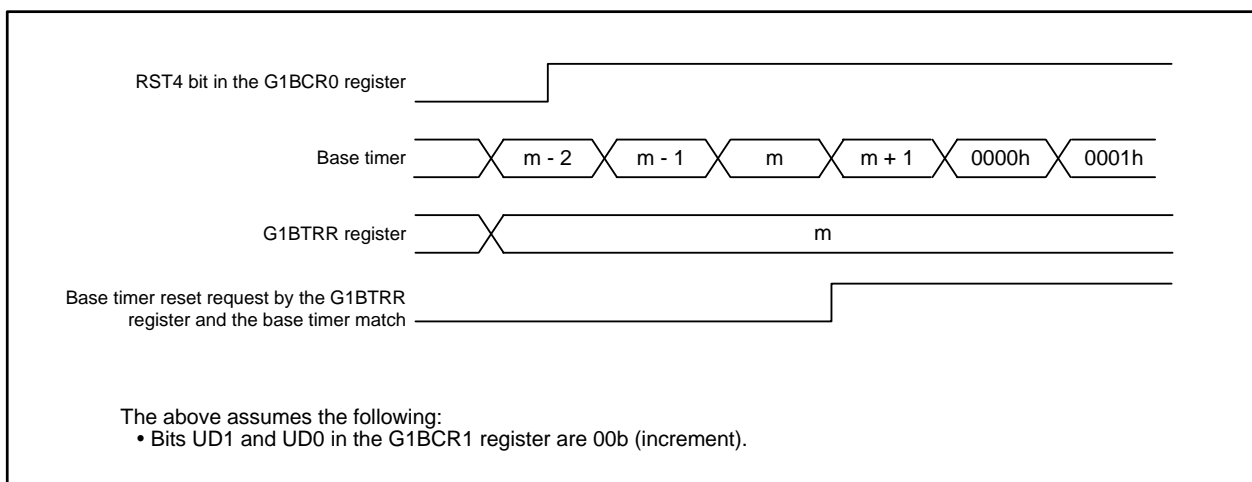 RST4 bit in the G1BCR0 register
Base timer
m - 2
m - 1
m
m + 1
0000h
0001h
G1BTRR register
m
Base timer reset request by the G1BTRR
register and the base timer match
The above assumes the following:
• Bits UD1 and UD0 in the G1BCR1 register are 00b (increment).